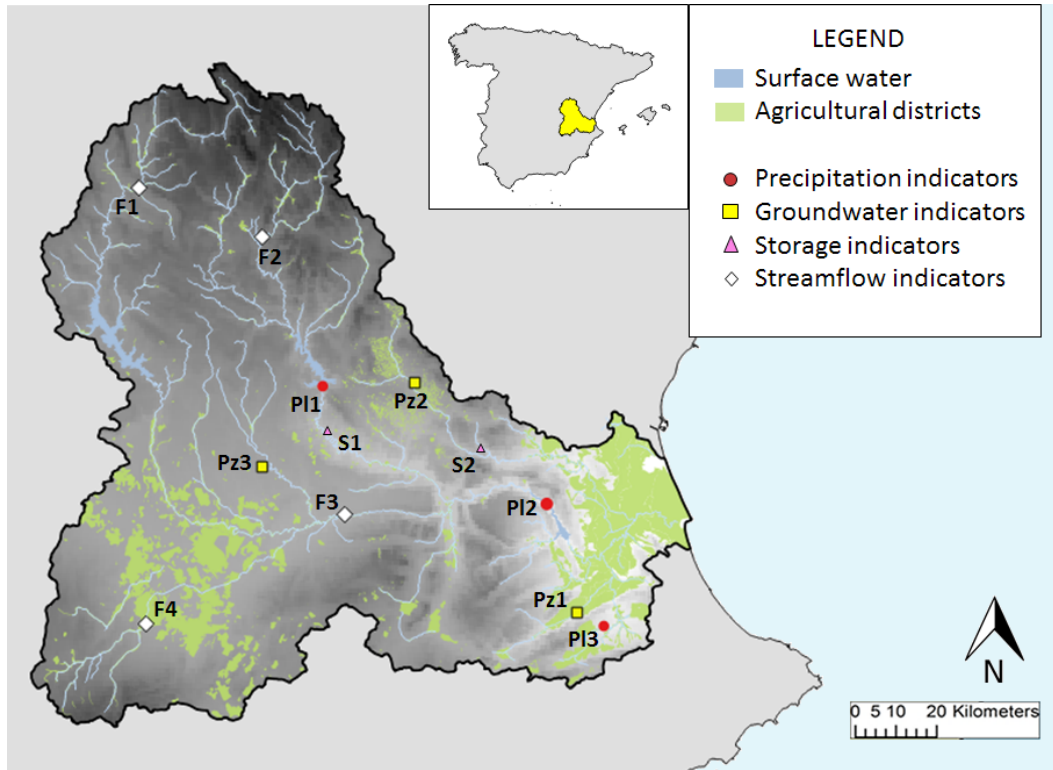 LEGEND
Surface water
Agricultural districts
Precipitation indicators
Groundwater indicators
Storage indicators
Streamflow indicators
F1
F2
Pl1
Pz2
S1
S2
Pz3
F3
Pl2
F4
Pz1
Pl3
N
0 5 10 20 Kilometers